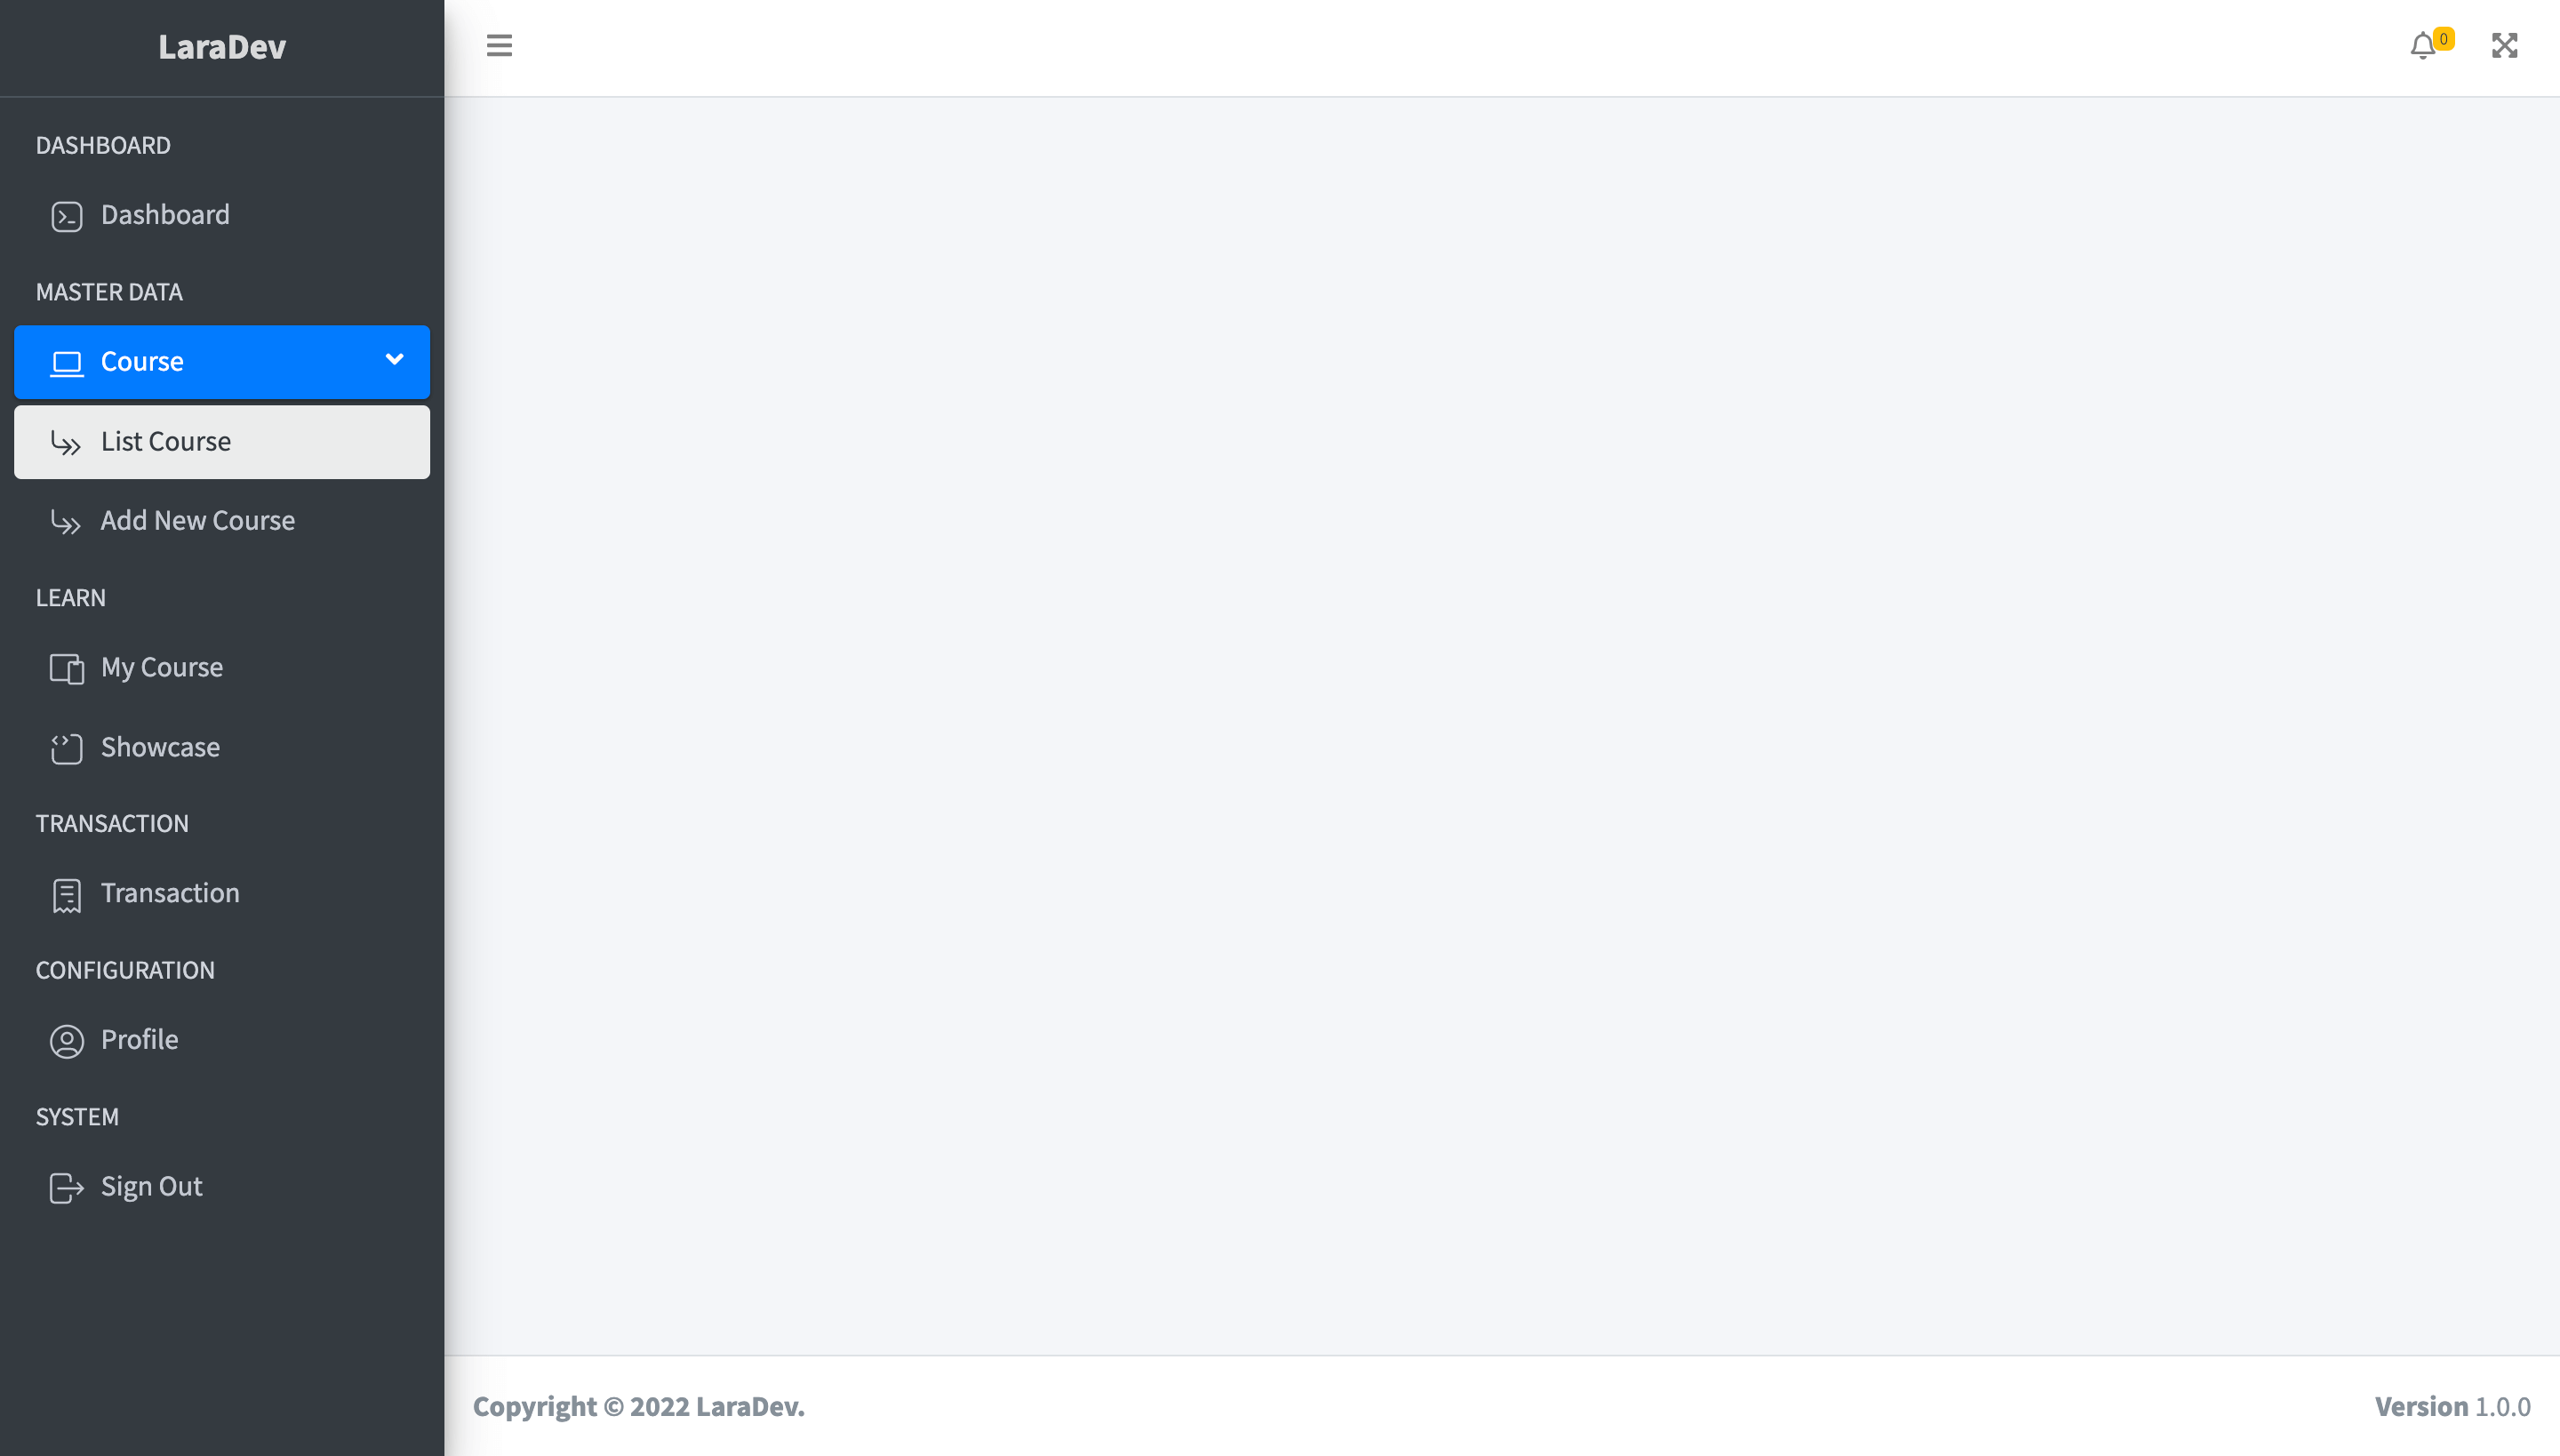 LaraDev
0
DASHBOARD
Dashboard
MASTER DATA
Course
List Course
Add New Course
LEARN
My Course
Showcase
TRANSACTION
Transaction
CONFIGURATION
Profile
SYSTEM
Sign Out
Copyright © 2022 LaraDev.
Version 1.0.0